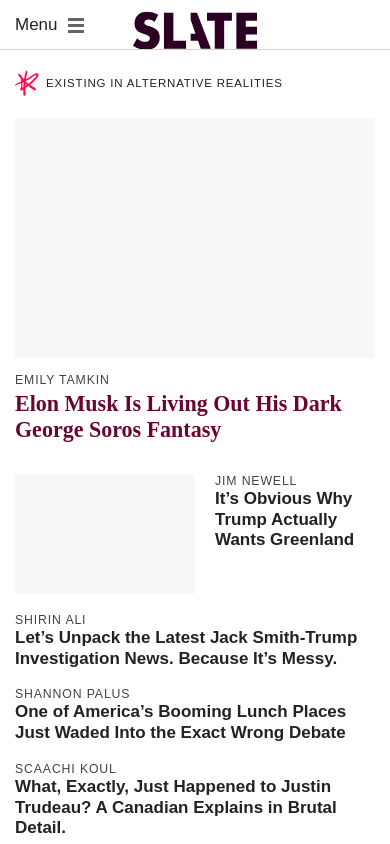 Menu
SLATE
EXISTING IN ALTERNATIVE REALITIES
EMILY TAMKIN
Elon Musk Is Living Out His Dark
George Soros Fantasy
JIM NEWELL
It’s Obvious Why
Trump Actually
Wants Greenland
SHIRIN ALI
Let’s Unpack the Latest Jack Smith-Trump
Investigation News. Because It’s Messy.
SHANNON PALUS
One of America’s Booming Lunch Places
Just Waded Into the Exact Wrong Debate
SCAACHI KOUL
What, Exactly, Just Happened to Justin
Trudeau? A Canadian Explains in Brutal
Detail.